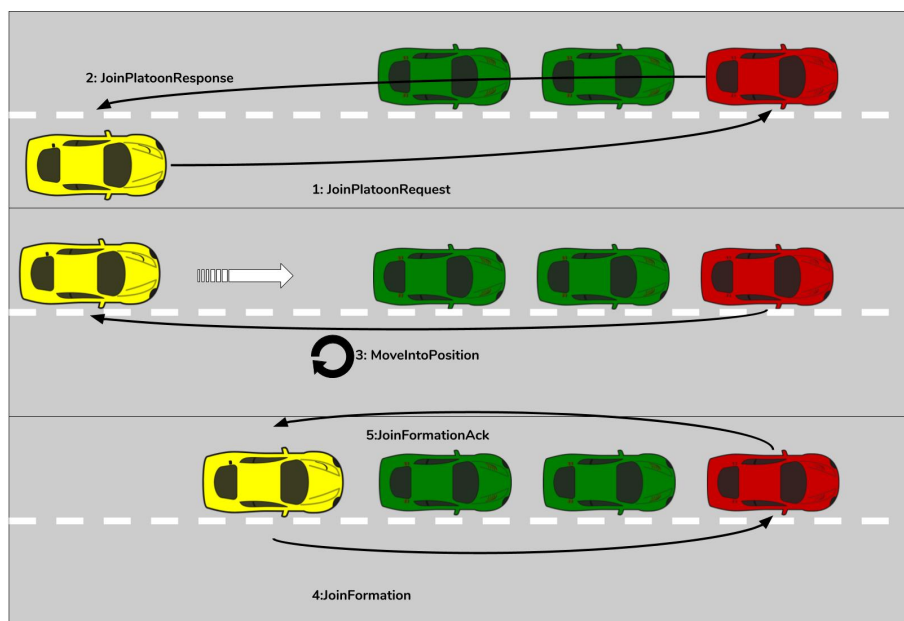 2: JoinPlatoonResponse
1: JoinPlatoonRequest
3: MoveIntoPosition
5:JoinFormationAck
4:JoinFormation